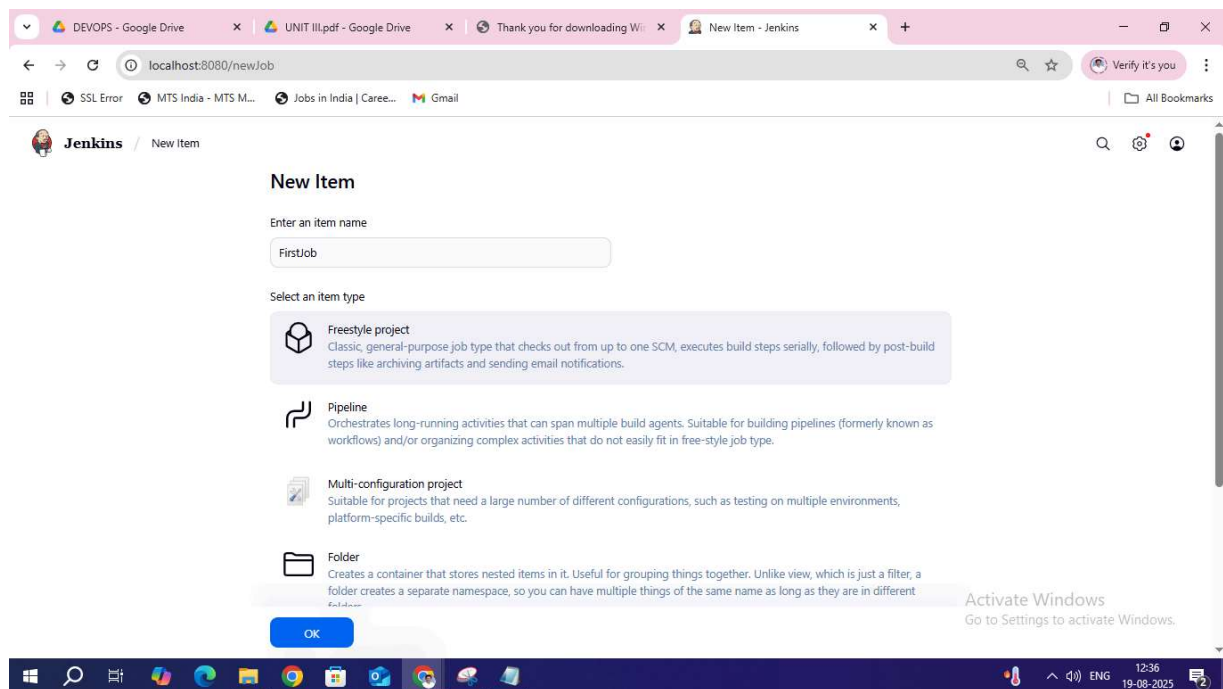 DEVOPS - Google Drive
UNIT III.pdf - Google Drive
Thank you for downloading Wi
New Item - Jenkins
localhost:8080/newJob
Verify it's you
SSL Error
MTS India - MTS M...
Jobs in India | Caree...
Gmail
All Bookmarks
Jenkins / New Item
New Item
Enter an item name
FirstJob
Select an item type
Freestyle project
Classic, general-purpose job type that checks out from up to one SCM, executes build steps serially, followed by post-build
steps like archiving artifacts and sending email notifications.
Pipeline
Orchestrates long-running activities that can span multiple build agents. Suitable for building pipelines (formerly known as
workflows) and/or organizing complex activities that do not easily fit in free-style job type.
Multi-configuration project
Suitable for projects that need a large number of different configurations, such as testing on multiple environments,
platform-specific builds, etc.
Folder
Creates a container that stores nested items in it. Useful for grouping things together. Unlike view, which is just a filter, a
folder creates a separate namespace, so you can have multiple things of the same name as long as they are in different
folders.
OK
Activate Windows
Go to Settings to activate Windows.
ENG
12:36
19-08-2025
2